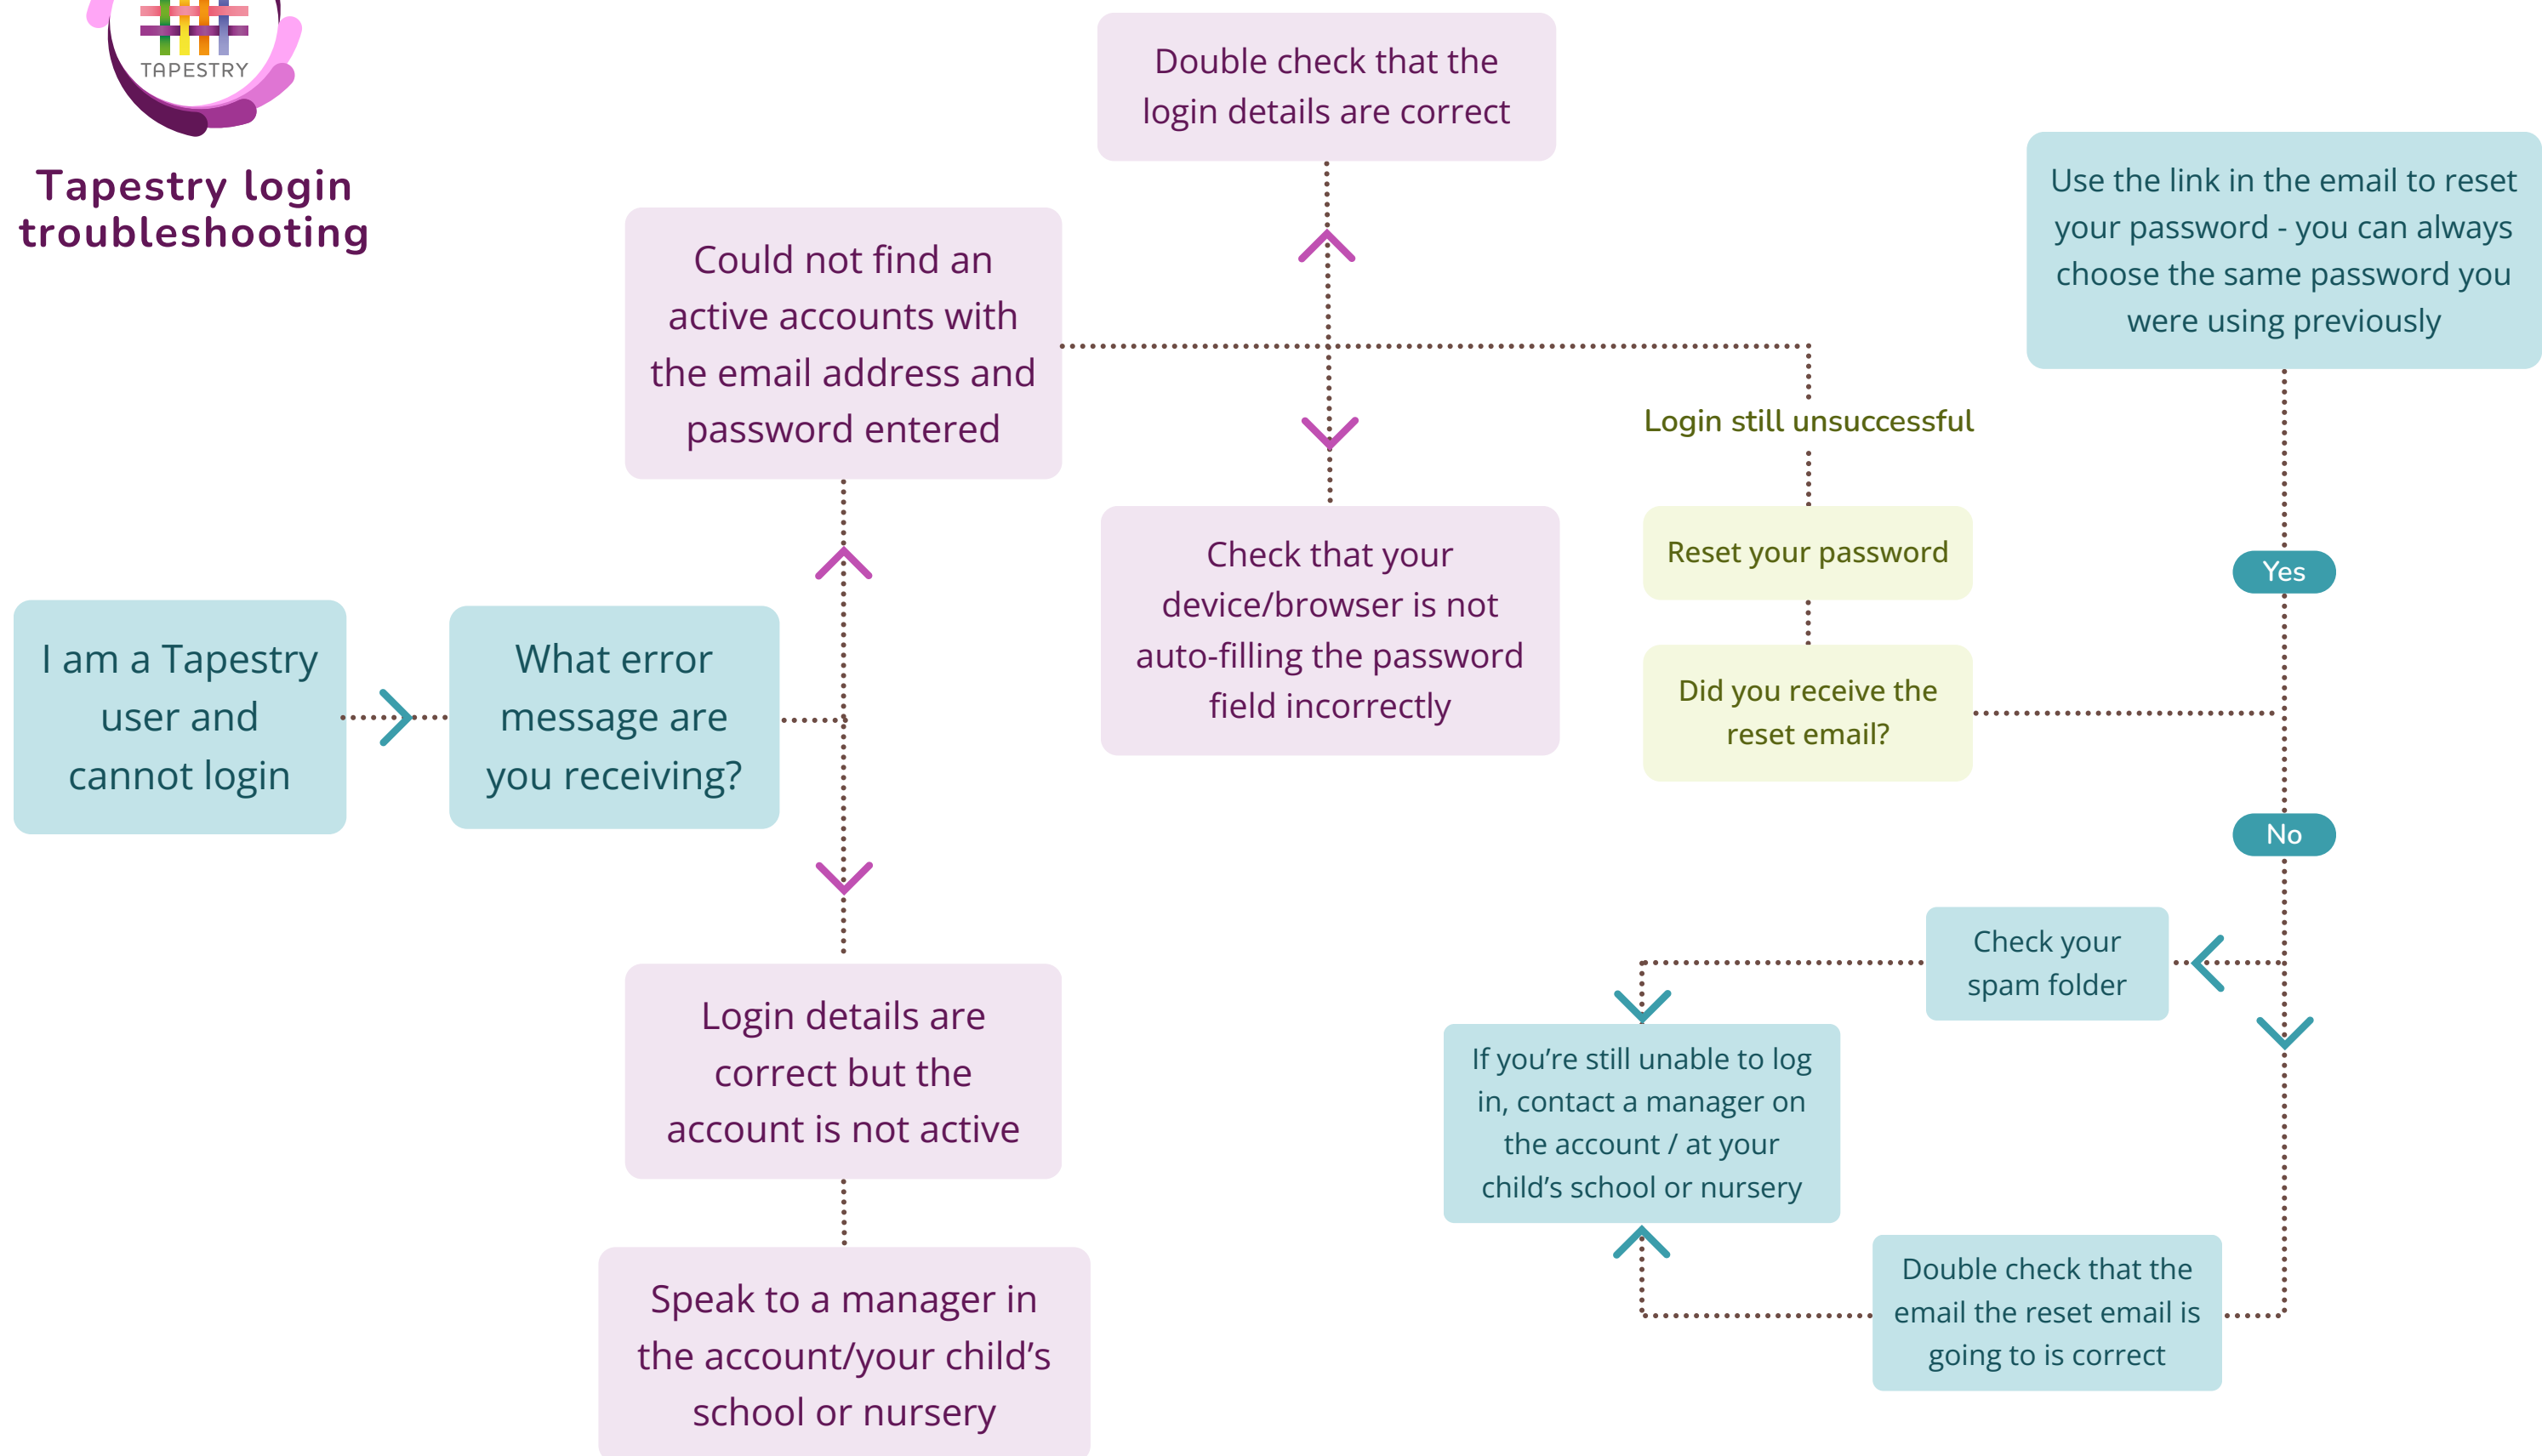 TAPESTRY
Tapestry login
troubleshooting
I am a Tapestry
user and
cannot login
What error
message are
you receiving?
Could not find an
active accounts with
the email address and
password entered
Login details are
correct but the
account is not active
Speak to a manager in
the account/your child’s
school or nursery
Double check that the
login details are correct
Check that your
device/browser is not
auto-filling the password
field incorrectly
Login still unsuccessful
Reset your password
Did you receive the
reset email?
Yes
Use the link in the email to reset
your password - you can always
choose the same password you
were using previously
No
Check your
spam folder
Double check that the
email the reset email is
going to is correct
If you’re still unable to log
in, contact a manager on
the account / at your
child’s school or nursery